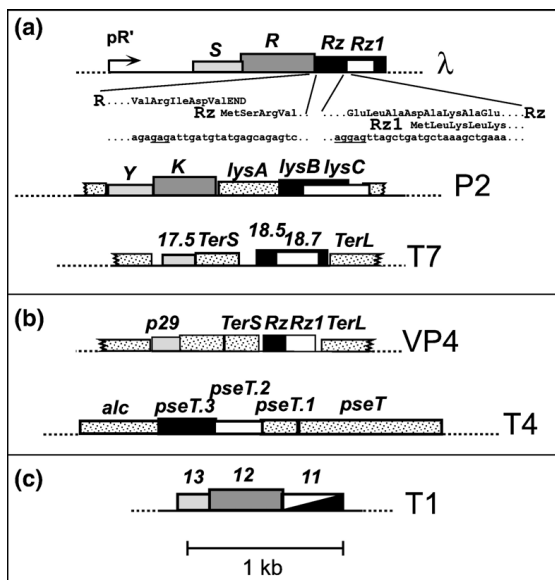 (a)
pR'
S R Rz Rz1
λ
R....ValArgIleAspValEND
Rz MetSerArgVal.. ..GluLeuAlaAspAlaLysAlaGlu.. Rz
Rz1 MetLeuLysLeuLys..
....agagagattgatgtatgagcagagtc.. ..aggagttagctgatgctaaagctgaaa..
Y K lysA lysB lysC
P2
17.5 TerS 18.5 18.7 TerL
T7
(b)
p29 TerS Rz Rz1 TerL
VP4
alc pseT.3 pseT.2 pseT.1 pseT
T4
(c)
13 12 11
T1
1 kb